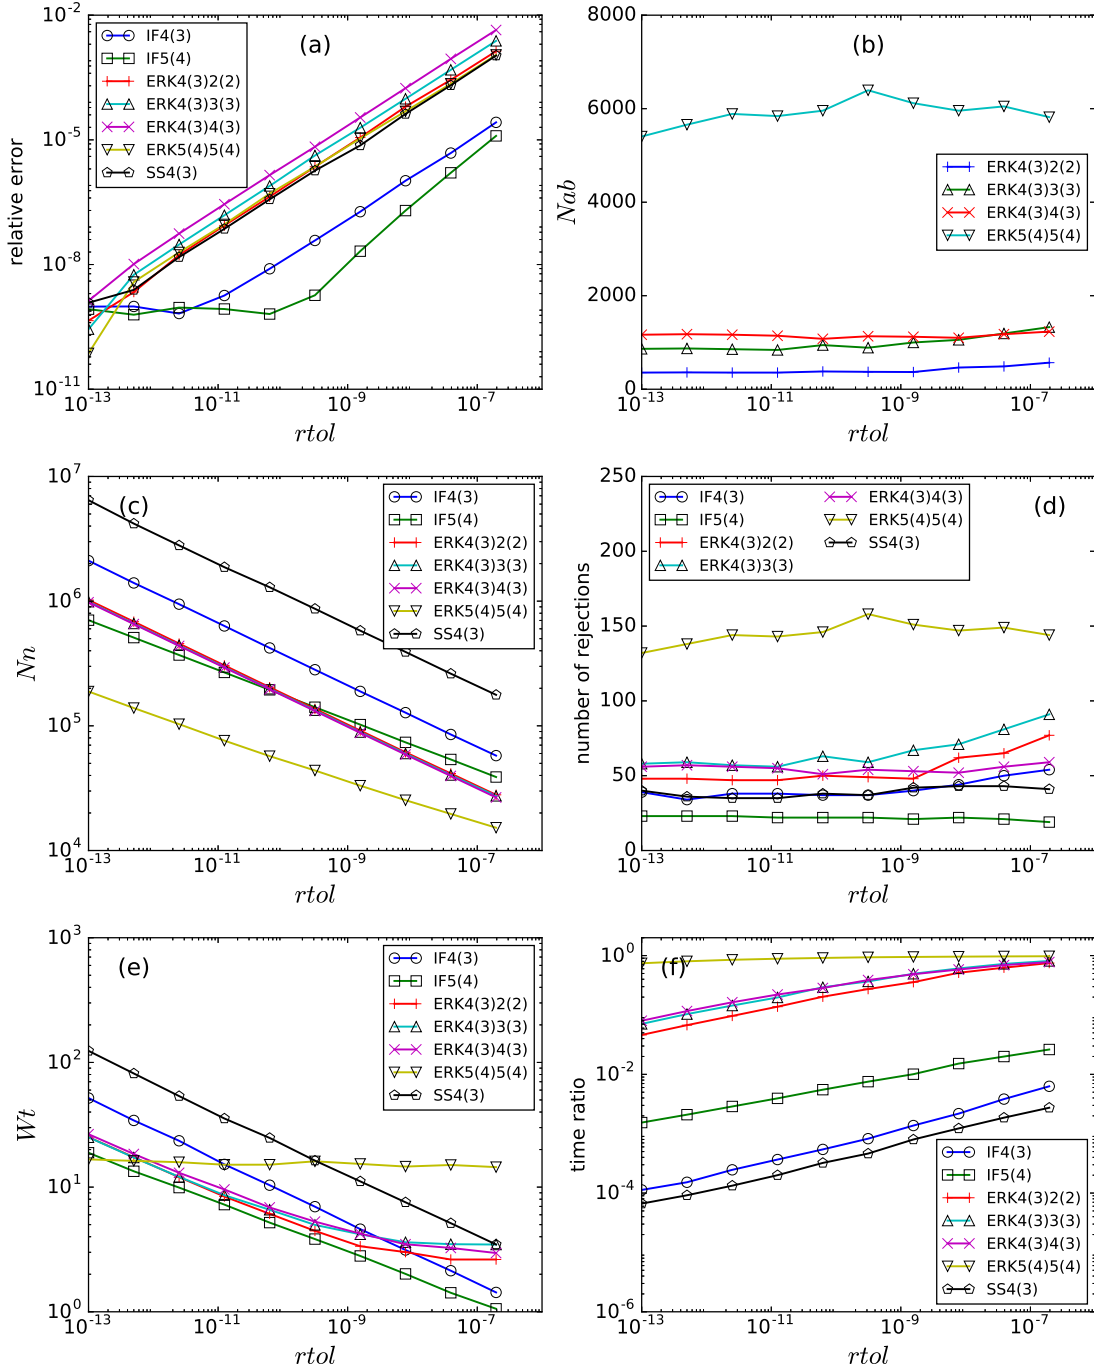 (a)
10^-2
10^-5
10^-8
10^-11
relative error
IF4(3)
IF5(4)
ERK4(3)2(2)
ERK4(3)3(3)
ERK4(3)4(3)
ERK5(4)5(4)
SS4(3)
10^-13
10^-11
10^-9
10^-7
rtol
(b)
8000
6000
4000
2000
0
Nab
ERK4(3)2(2)
ERK4(3)3(3)
ERK4(3)4(3)
ERK5(4)5(4)
10^-13
10^-11
10^-9
10^-7
rtol
(c)
10^7
10^6
10^5
10^4
Nn
IF4(3)
IF5(4)
ERK4(3)2(2)
ERK4(3)3(3)
ERK4(3)4(3)
ERK5(4)5(4)
SS4(3)
10^-13
10^-11
10^-9
10^-7
rtol
(d)
250
200
150
100
50
0
number of rejections
IF4(3)
IF5(4)
ERK4(3)2(2)
ERK4(3)3(3)
ERK4(3)4(3)
ERK5(4)5(4)
SS4(3)
10^-13
10^-11
10^-9
10^-7
rtol
(e)
10^3
10^2
10^1
10^0
Wt
IF4(3)
IF5(4)
ERK4(3)2(2)
ERK4(3)3(3)
ERK4(3)4(3)
ERK5(4)5(4)
SS4(3)
10^-13
10^-11
10^-9
10^-7
rtol
(f)
10^0
10^-2
10^-4
10^-6
time ratio
IF4(3)
IF5(4)
ERK4(3)2(2)
ERK4(3)3(3)
ERK4(3)4(3)
ERK5(4)5(4)
SS4(3)
10^-13
10^-11
10^-9
10^-7
rtol